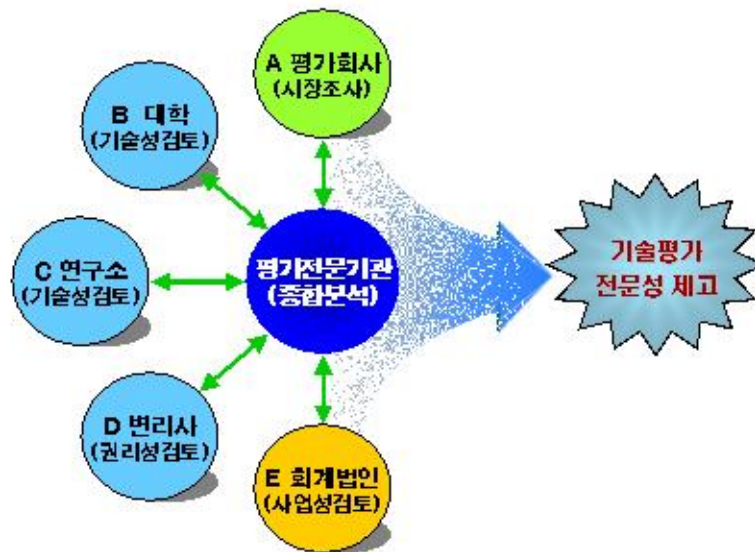 A 평가회사
(시장조사)
B 대학
(기술성검토)
C 연구소
(기술성검토)
평가전문기관
(종합분석)
D 변리사
(권리성검토)
E 회계법인
(사업성검토)
기술평가
전문성 제고